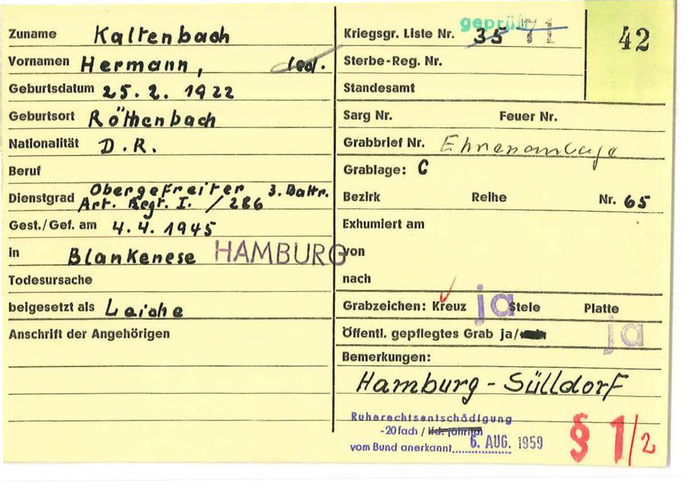 Zuname Kaltenbach
Vornamen Hermann, led.
Geburtsdatum 25.2.1922
Geburtsort Röthenbach
Nationalität D.R.
Beruf
Dienstgrad Obergefreiter 3. Battr.
Art. Regt. I. / 286
Gest./Gef. am 4.4.1945
in Blankenese HAMBURG
Todesursache
beigesetzt als Leiche
Anschrift der Angehörigen
geprüft
Kriegsgr. Liste Nr. 35 71
42
Sterbe-Reg. Nr.
Standesamt
Sarg Nr. Feuer Nr.
Grabbrief Nr. Ehrenanlage
Grablage: C
Bezirk Reihe Nr. 65
Exhumiert am
von
nach
Grabzeichen: Kreuz ja Stele Platte
Öffentl. gepflegtes Grab ja/ ja
Bemerkungen:
Hamburg-Sülldorf
Ruherechtsentschädigung
-20fach / lfd. jährlich
vom Bund anerkannt 6. AUG. 1959
§ 1/2